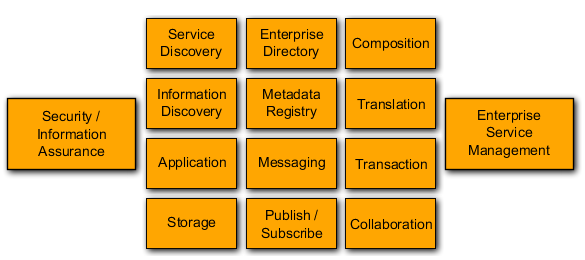 Service
Discovery
Enterprise
Directory
Composition
Information
Discovery
Metadata
Registry
Translation
Security /
Information
Assurance
Enterprise
Service
Management
Application
Messaging
Transaction
Storage
Publish /
Subscribe
Collaboration